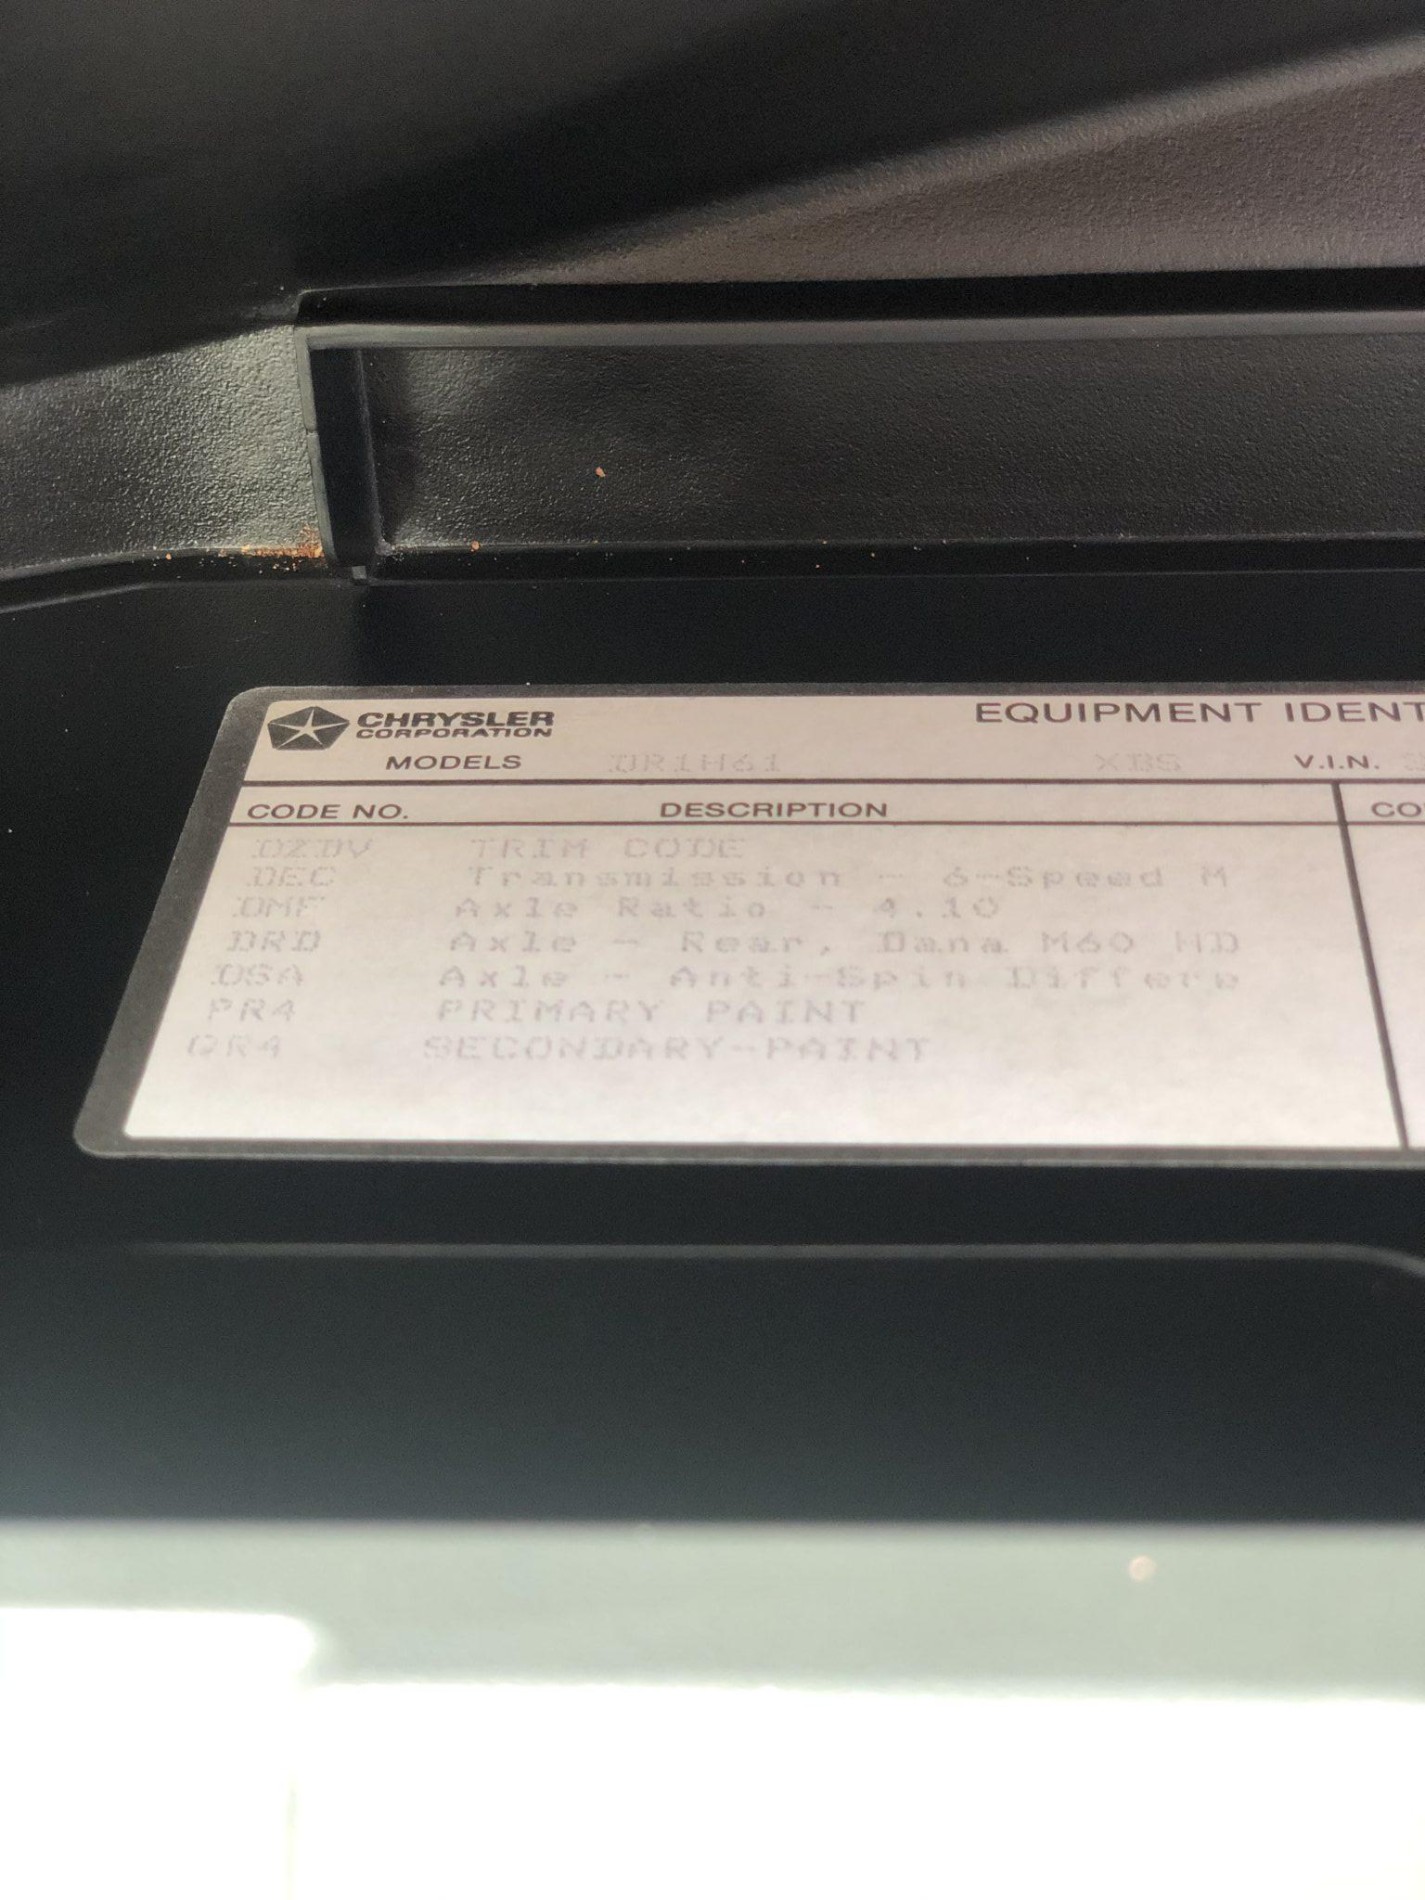 CHRYSLER
CORPORATION
EQUIPMENT IDENT
MODELS DR1H61 XBS V.I.N.
CODE NO. DESCRIPTION CO
DZDV TRIM CODE
DEC Transmission - 6-Speed M
DMF Axle Ratio - 4.10
DRD Axle - Rear, Dana M60 HD
DSA Axle - Anti-Spin Differe
PR4 PRIMARY PAINT
QR4 SECONDARY-PAINT